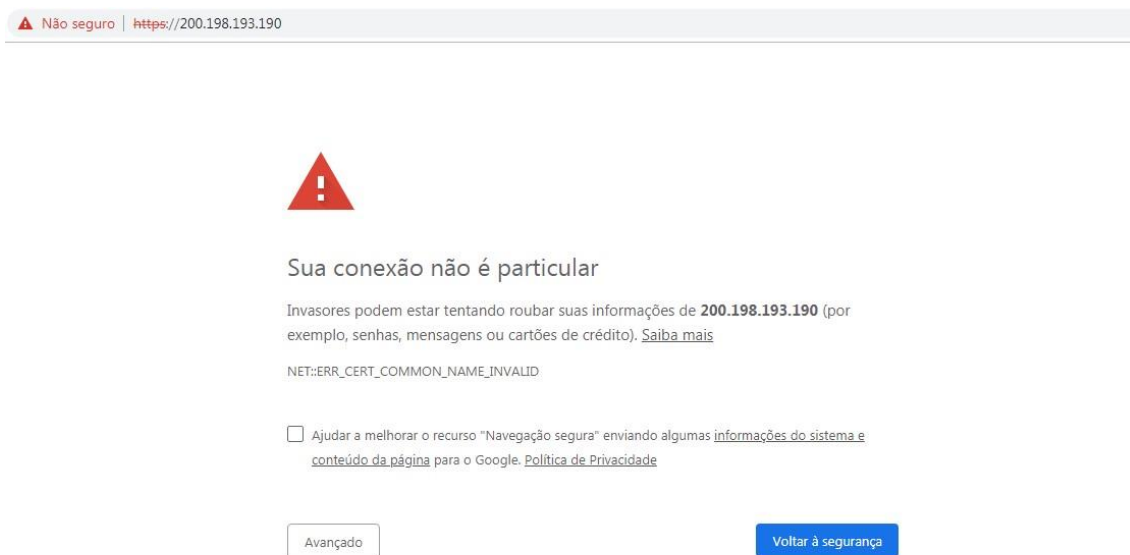 Não seguro | https://200.198.193.190
Sua conexão não é particular
Invasores podem estar tentando roubar suas informações de 200.198.193.190 (por
exemplo, senhas, mensagens ou cartões de crédito). Saiba mais
NET::ERR_CERT_COMMON_NAME_INVALID
Ajudar a melhorar o recurso "Navegação segura" enviando algumas informações do sistema e
conteúdo da página para o Google. Política de Privacidade
Avançado
Voltar à segurança